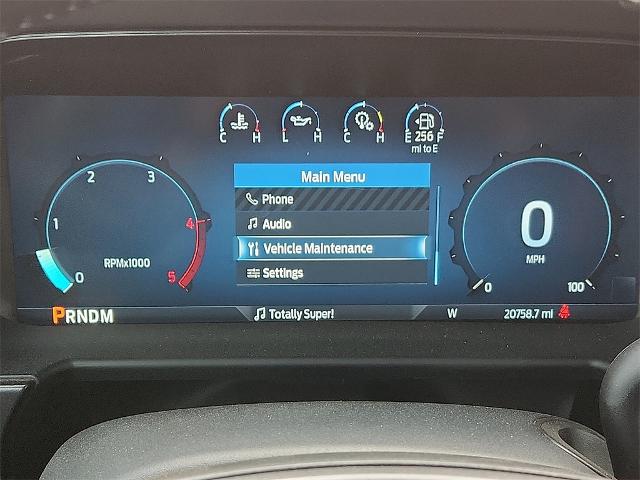 C H L H C H E 256 F
mi to E
Main Menu
Phone
Audio
Vehicle Maintenance
Settings
0 1 2 3 4 5
RPMx1000
0
MPH
0 100
PRNDM
Totally Super!
W
20758.7 mi